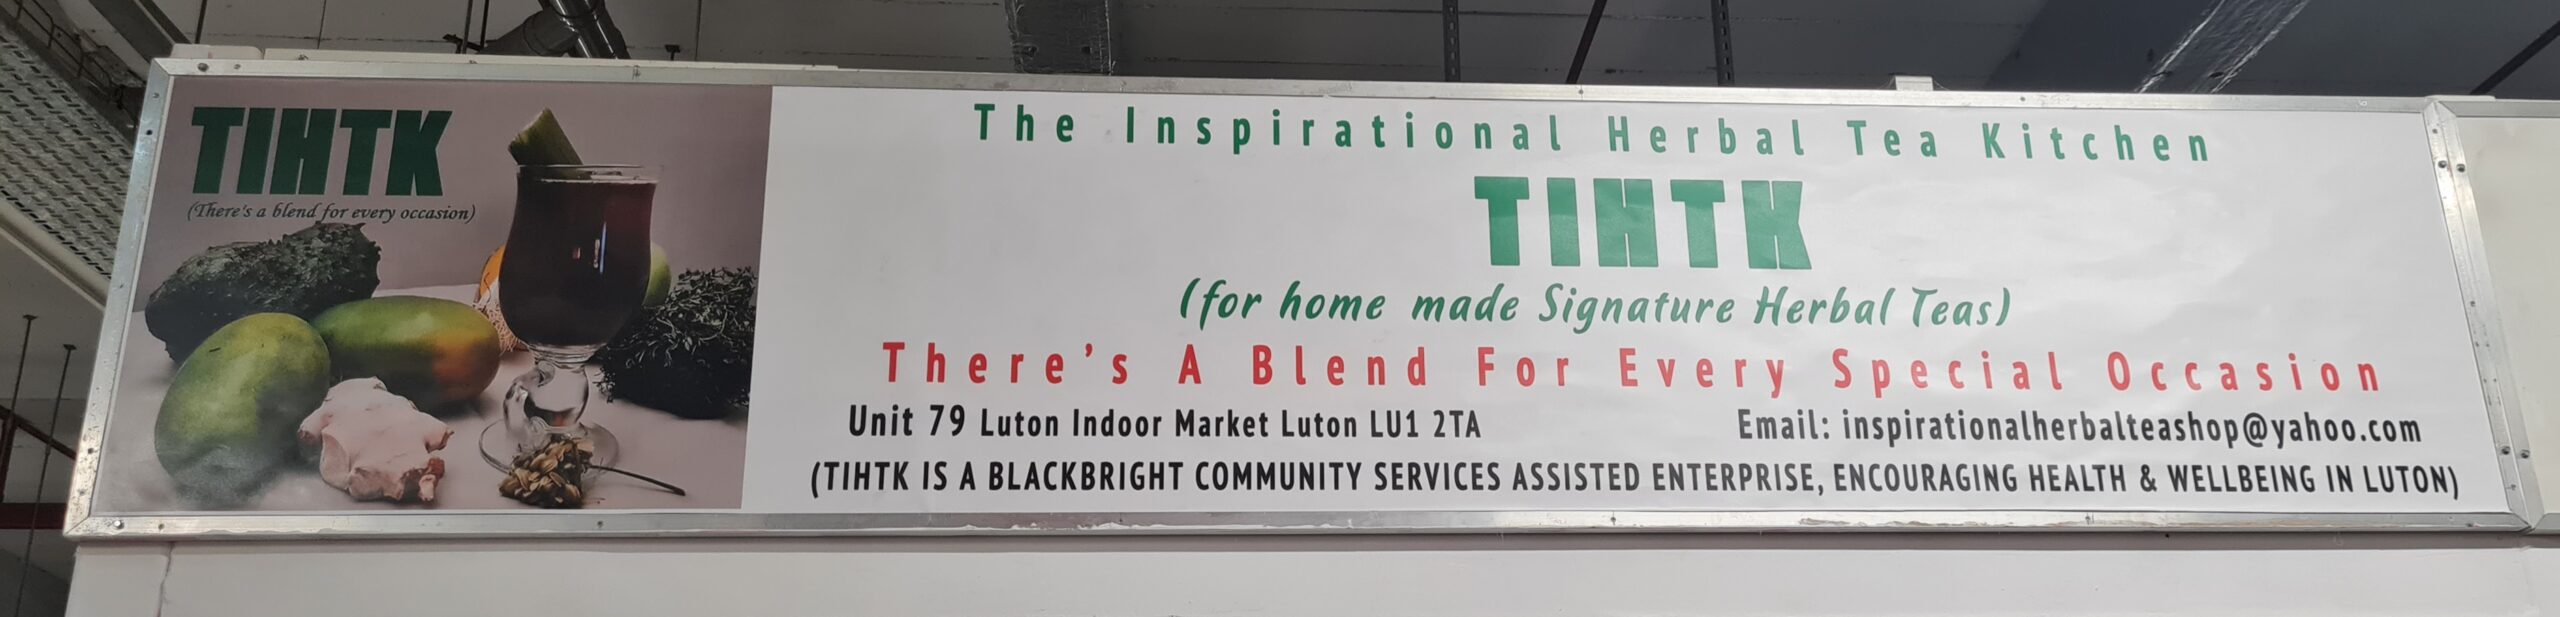 TIHTK
(There's a blend for every occasion)
The Inspirational Herbal Tea Kitchen
TIHTK
(for home made Signature Herbal Teas)
There's A Blend For Every Special Occasion
Unit 79 Luton Indoor Market Luton LU1 2TA
Email: inspirationalherbalteashop@yahoo.com
(TIHTK IS A BLACKBRIGHT COMMUNITY SERVICES ASSISTED ENTERPRISE, ENCOURAGING HEALTH & WELLBEING IN LUTON)